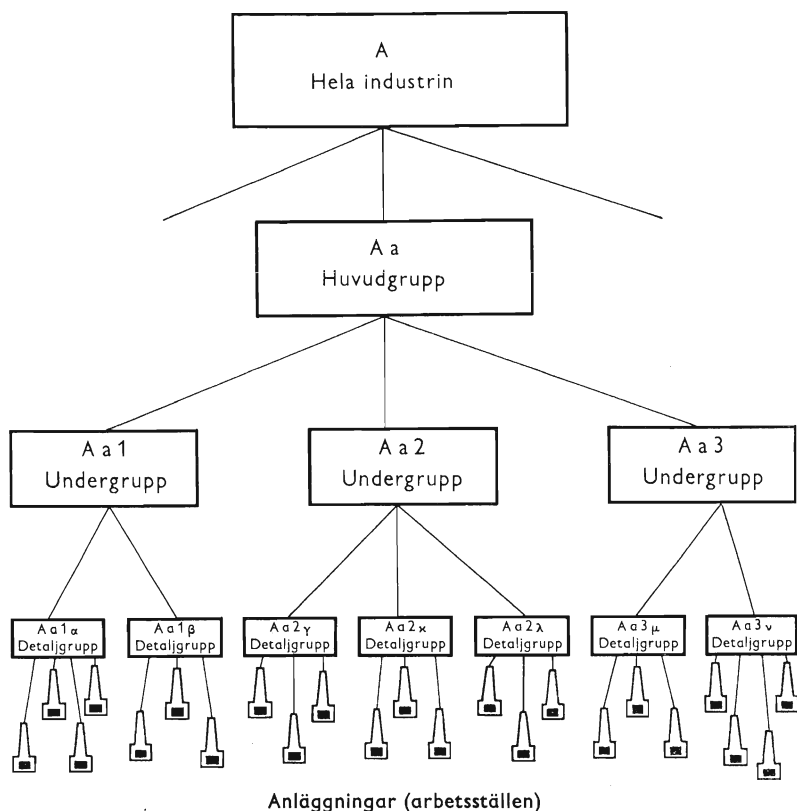 A
Hela industrin
A a
Huvudgrupp
A a 1
Undergrupp
A a 2
Undergrupp
A a 3
Undergrupp
A a 1 α
Detaljgrupp
A a 1 β
Detaljgrupp
A a 2 γ
Detaljgrupp
A a 2 κ
Detaljgrupp
A a 2 λ
Detaljgrupp
A a 3 μ
Detaljgrupp
A a 3 ν
Detaljgrupp
Anläggningar (arbetsställen)